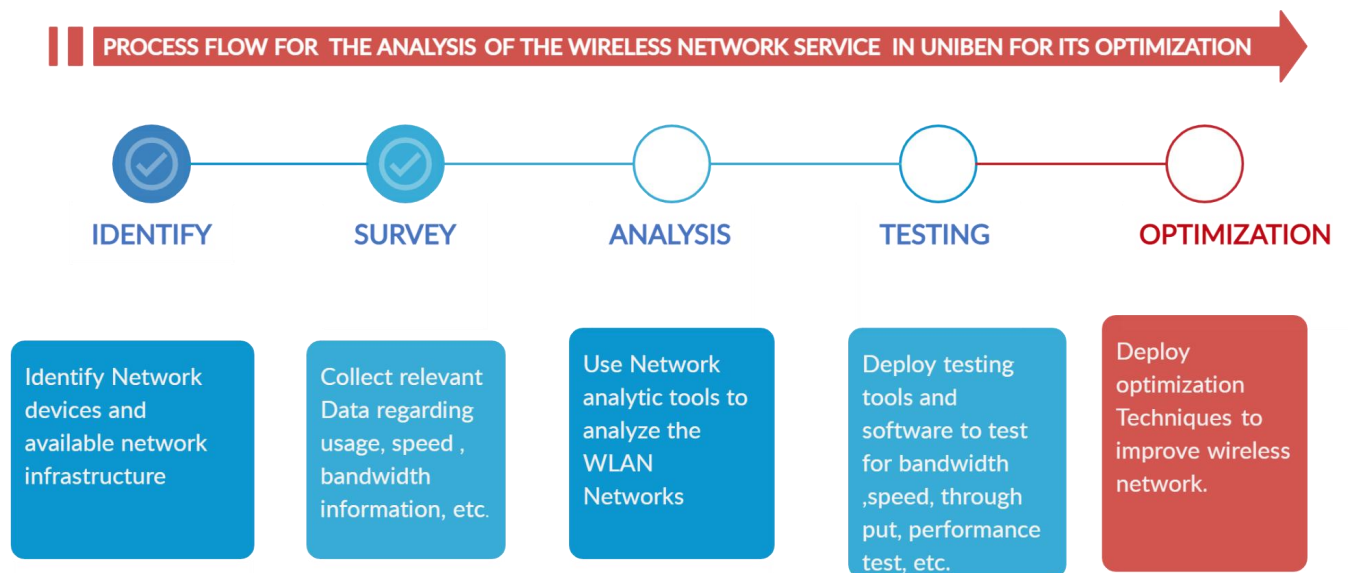 PROCESS FLOW FOR THE ANALYSIS OF THE WIRELESS NETWORK SERVICE IN UNIBEN FOR ITS OPTIMIZATION
IDENTIFY
SURVEY
ANALYSIS
TESTING
OPTIMIZATION
Identify Network
devices and
available network
infrastructure
Collect relevant
Data regarding
usage, speed ,
bandwidth
information, etc.
Use Network
analytic tools to
analyze the
WLAN
Networks
Deploy testing
tools and
software to test
for bandwidth
,speed, through
put, performance
test, etc.
Deploy
optimization
Techniques to
improve wireless
network.